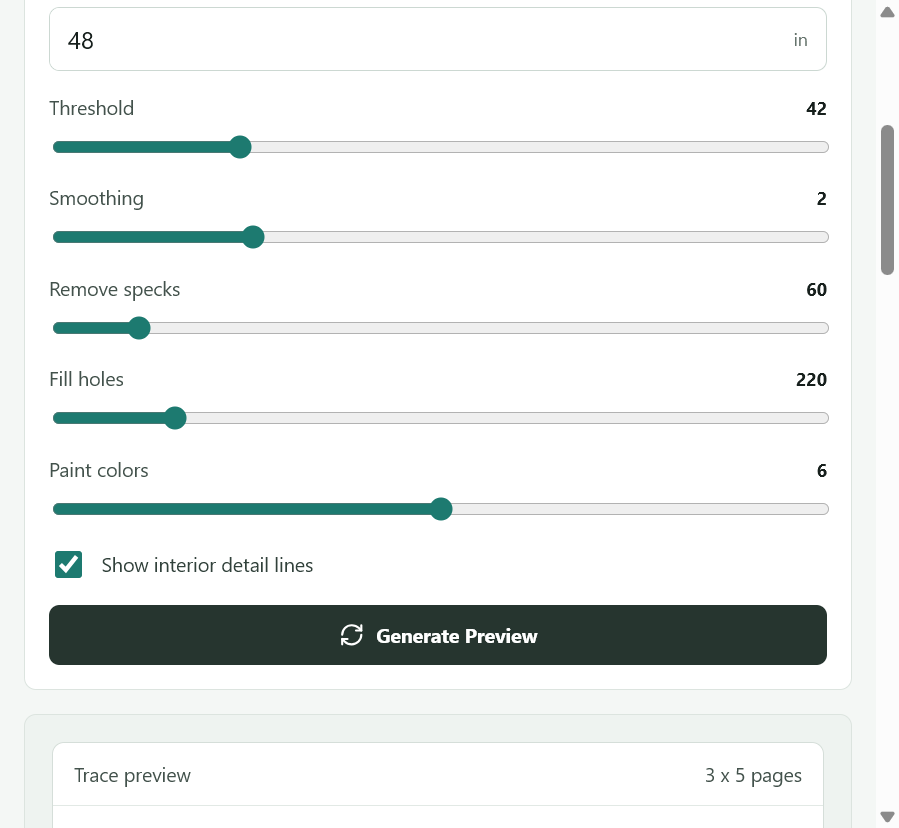 48 in
Threshold 42
Smoothing 2
Remove specks 60
Fill holes 220
Paint colors 6
Show interior detail lines
Generate Preview
Trace preview 3 x 5 pages